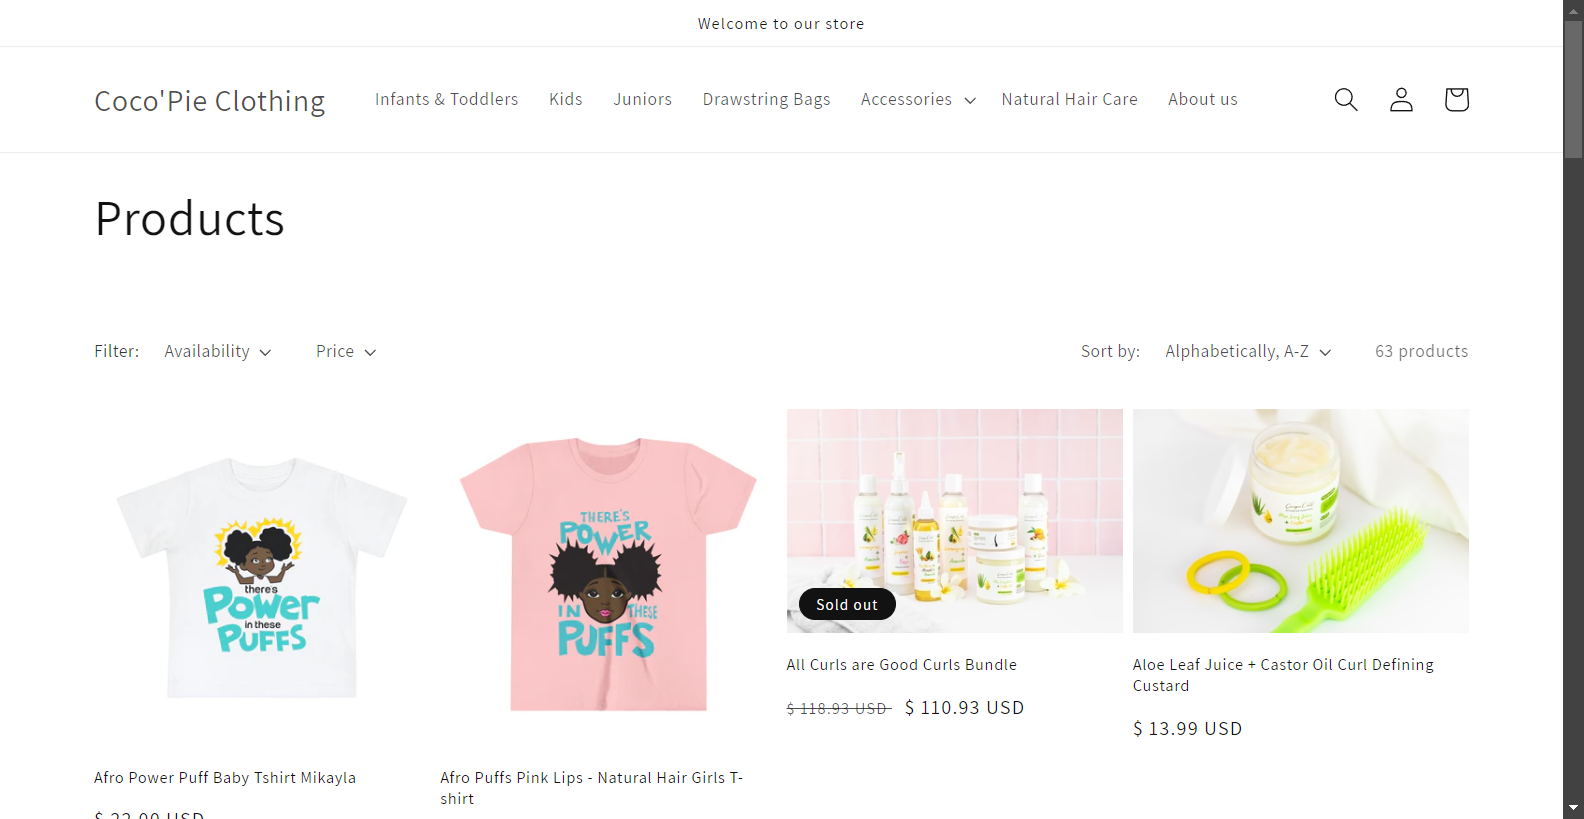 Welcome to our store
Coco'Pie Clothing
Infants & Toddlers
Kids
Juniors
Drawstring Bags
Accessories
Natural Hair Care
About us
Products
Filter:
Availability
Price
Sort by:
Alphabetically, A-Z
63 products
there's
Power
in these
PUFFS
THERE'S
POWER
IN THESE
PUFFS
Sold out
Afro Power Puff Baby Tshirt Mikayla
$ 22.00 USD
Afro Puffs Pink Lips - Natural Hair Girls T-
shirt
All Curls are Good Curls Bundle
$ 118.93 USD $ 110.93 USD
Aloe Leaf Juice + Castor Oil Curl Defining
Custard
$ 13.99 USD